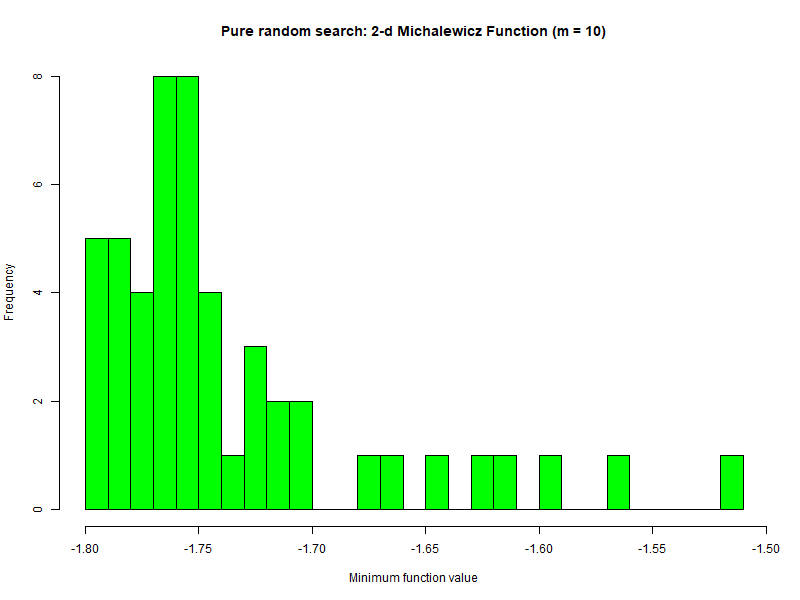 Pure random search: 2-d Michalewicz Function (m = 10)
8
6
4
2
0
Frequency
-1.80 -1.75 -1.70 -1.65 -1.60 -1.55 -1.50
Minimum function value